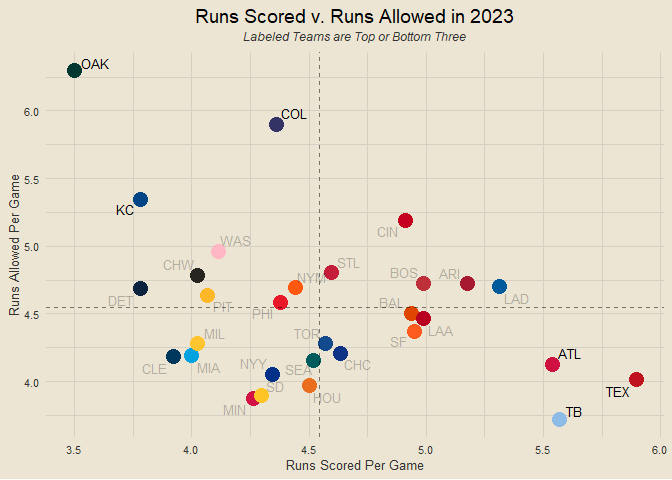 Runs Scored v. Runs Allowed in 2023
Labeled Teams are Top or Bottom Three
OAK
6.0
COL
5.5
KC
CIN
WAS
5.0
CHW
STL
BOS
ARI
NYM
DET
PIT
LAD
PHI
BAL
4.5
MIL
TOR
SF
LAA
CLE
MIA
NYY
SEA
CHC
ATL
4.0
SD
TEX
MIN
HOU
TB
Runs Allowed Per Game
3.5
4.0
4.5
5.0
5.5
6.0
Runs Scored Per Game